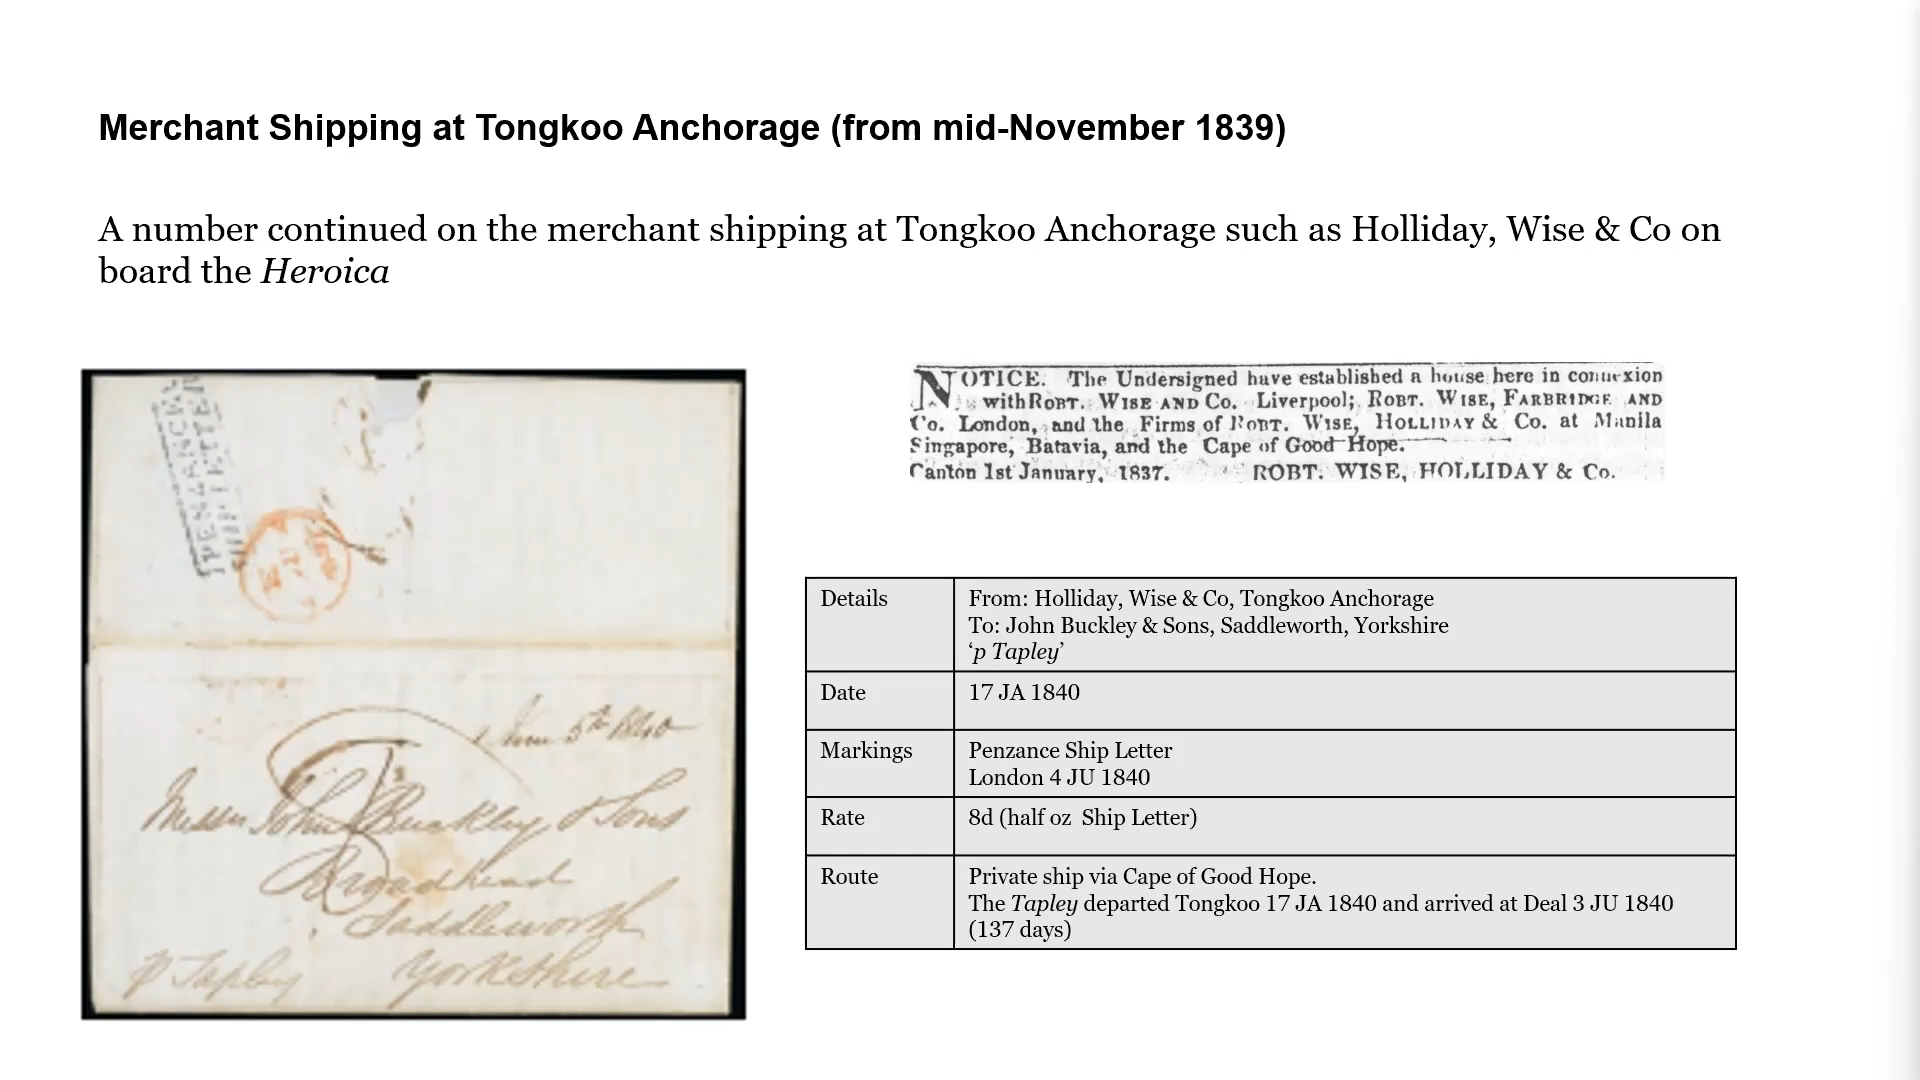 Merchant Shipping at Tongkoo Anchorage (from mid-November 1839)
A number continued on the merchant shipping at Tongkoo Anchorage such as Holliday, Wise & Co on
board the Heroica
PENZANCE
SHIP LETTER
June 5th 1840
Messrs John Buckley & Sons
Broadhead
Saddleworth
Yorkshire
p Tapley
NOTICE. The Undersigned have established a house here in connexion
with ROBT. WISE AND Co. Liverpool; ROBT. WISE, FARBRIDGE AND
Co. London, and the Firms of ROBT. WISE, HOLLIDAY & Co. at Manila
Singapore, Batavia, and the Cape of Good Hope.
Canton 1st January, 1837. ROBT. WISE, HOLLIDAY & Co.
Details
From: Holliday, Wise & Co, Tongkoo Anchorage
To: John Buckley & Sons, Saddleworth, Yorkshire
‘p Tapley’
Date
17 JA 1840
Markings
Penzance Ship Letter
London 4 JU 1840
Rate
8d (half oz Ship Letter)
Route
Private ship via Cape of Good Hope.
The Tapley departed Tongkoo 17 JA 1840 and arrived at Deal 3 JU 1840
(137 days)